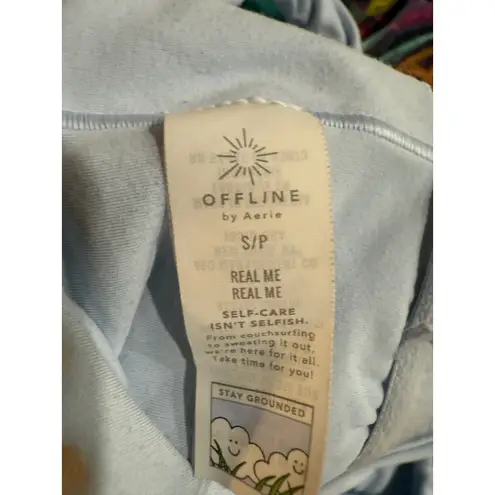 OFFLINE
by Aerie
S/P
REAL ME
REAL ME
SELF-CARE
ISN'T SELFISH.
From couchsurfing
to sweating it out,
we're here for it all.
Take time for you!
STAY GROUNDED